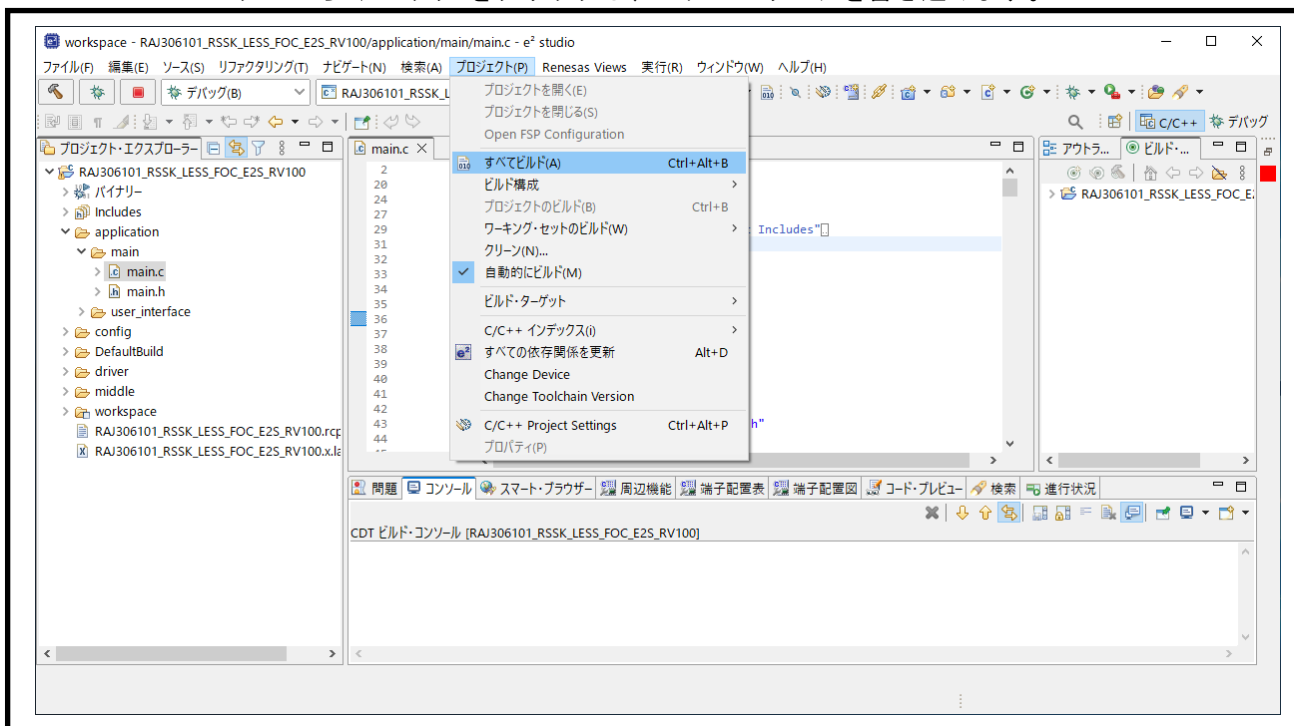 workspace - RAJ306101_RSSK_LESS_FOC_E2S_RV100/application/main/main.c - e² studio
ファイル(F) 編集(E) ソース(S) リファクタリング(T) ナビゲート(N) 検索(A) プロジェクト(P) Renesas Views 実行(R) ウィンドウ(W) ヘルプ(H)
デバッグ(B) RAJ306101_RSSK_L
C/C++ デバッグ
プロジェクトを開く(E)
プロジェクトを閉じる(S)
Open FSP Configuration
すべてビルド(A) Ctrl+Alt+B
ビルド構成
プロジェクトのビルド(B) Ctrl+B
ワーキング・セットのビルド(W)
クリーン(N)...
自動的にビルド(M)
ビルド・ターゲット
C/C++ インデックス(i)
すべての依存関係を更新 Alt+D
Change Device
Change Toolchain Version
C/C++ Project Settings Ctrl+Alt+P
プロパティ(P)
プロジェクト・エクスプローラー
RAJ306101_RSSK_LESS_FOC_E2S_RV100
バイナリー
Includes
application
main
main.c
main.h
user_interface
config
DefaultBuild
driver
middle
workspace
RAJ306101_RSSK_LESS_FOC_E2S_RV100.rcp
RAJ306101_RSSK_LESS_FOC_E2S_RV100.x.la
main.c
2
20
24
27
29 Includes"
31
32
33
34
35
36
37
38
39
40
41
42
43 h"
44
アウトラ... ビルド・...
RAJ306101_RSSK_LESS_FOC_E
問題 コンソール スマート・ブラウザー 周辺機能 端子配置表 端子配置図 コード・プレビュー 検索 進行状況
CDT ビルド・コンソール [RAJ306101_RSSK_LESS_FOC_E2S_RV100]